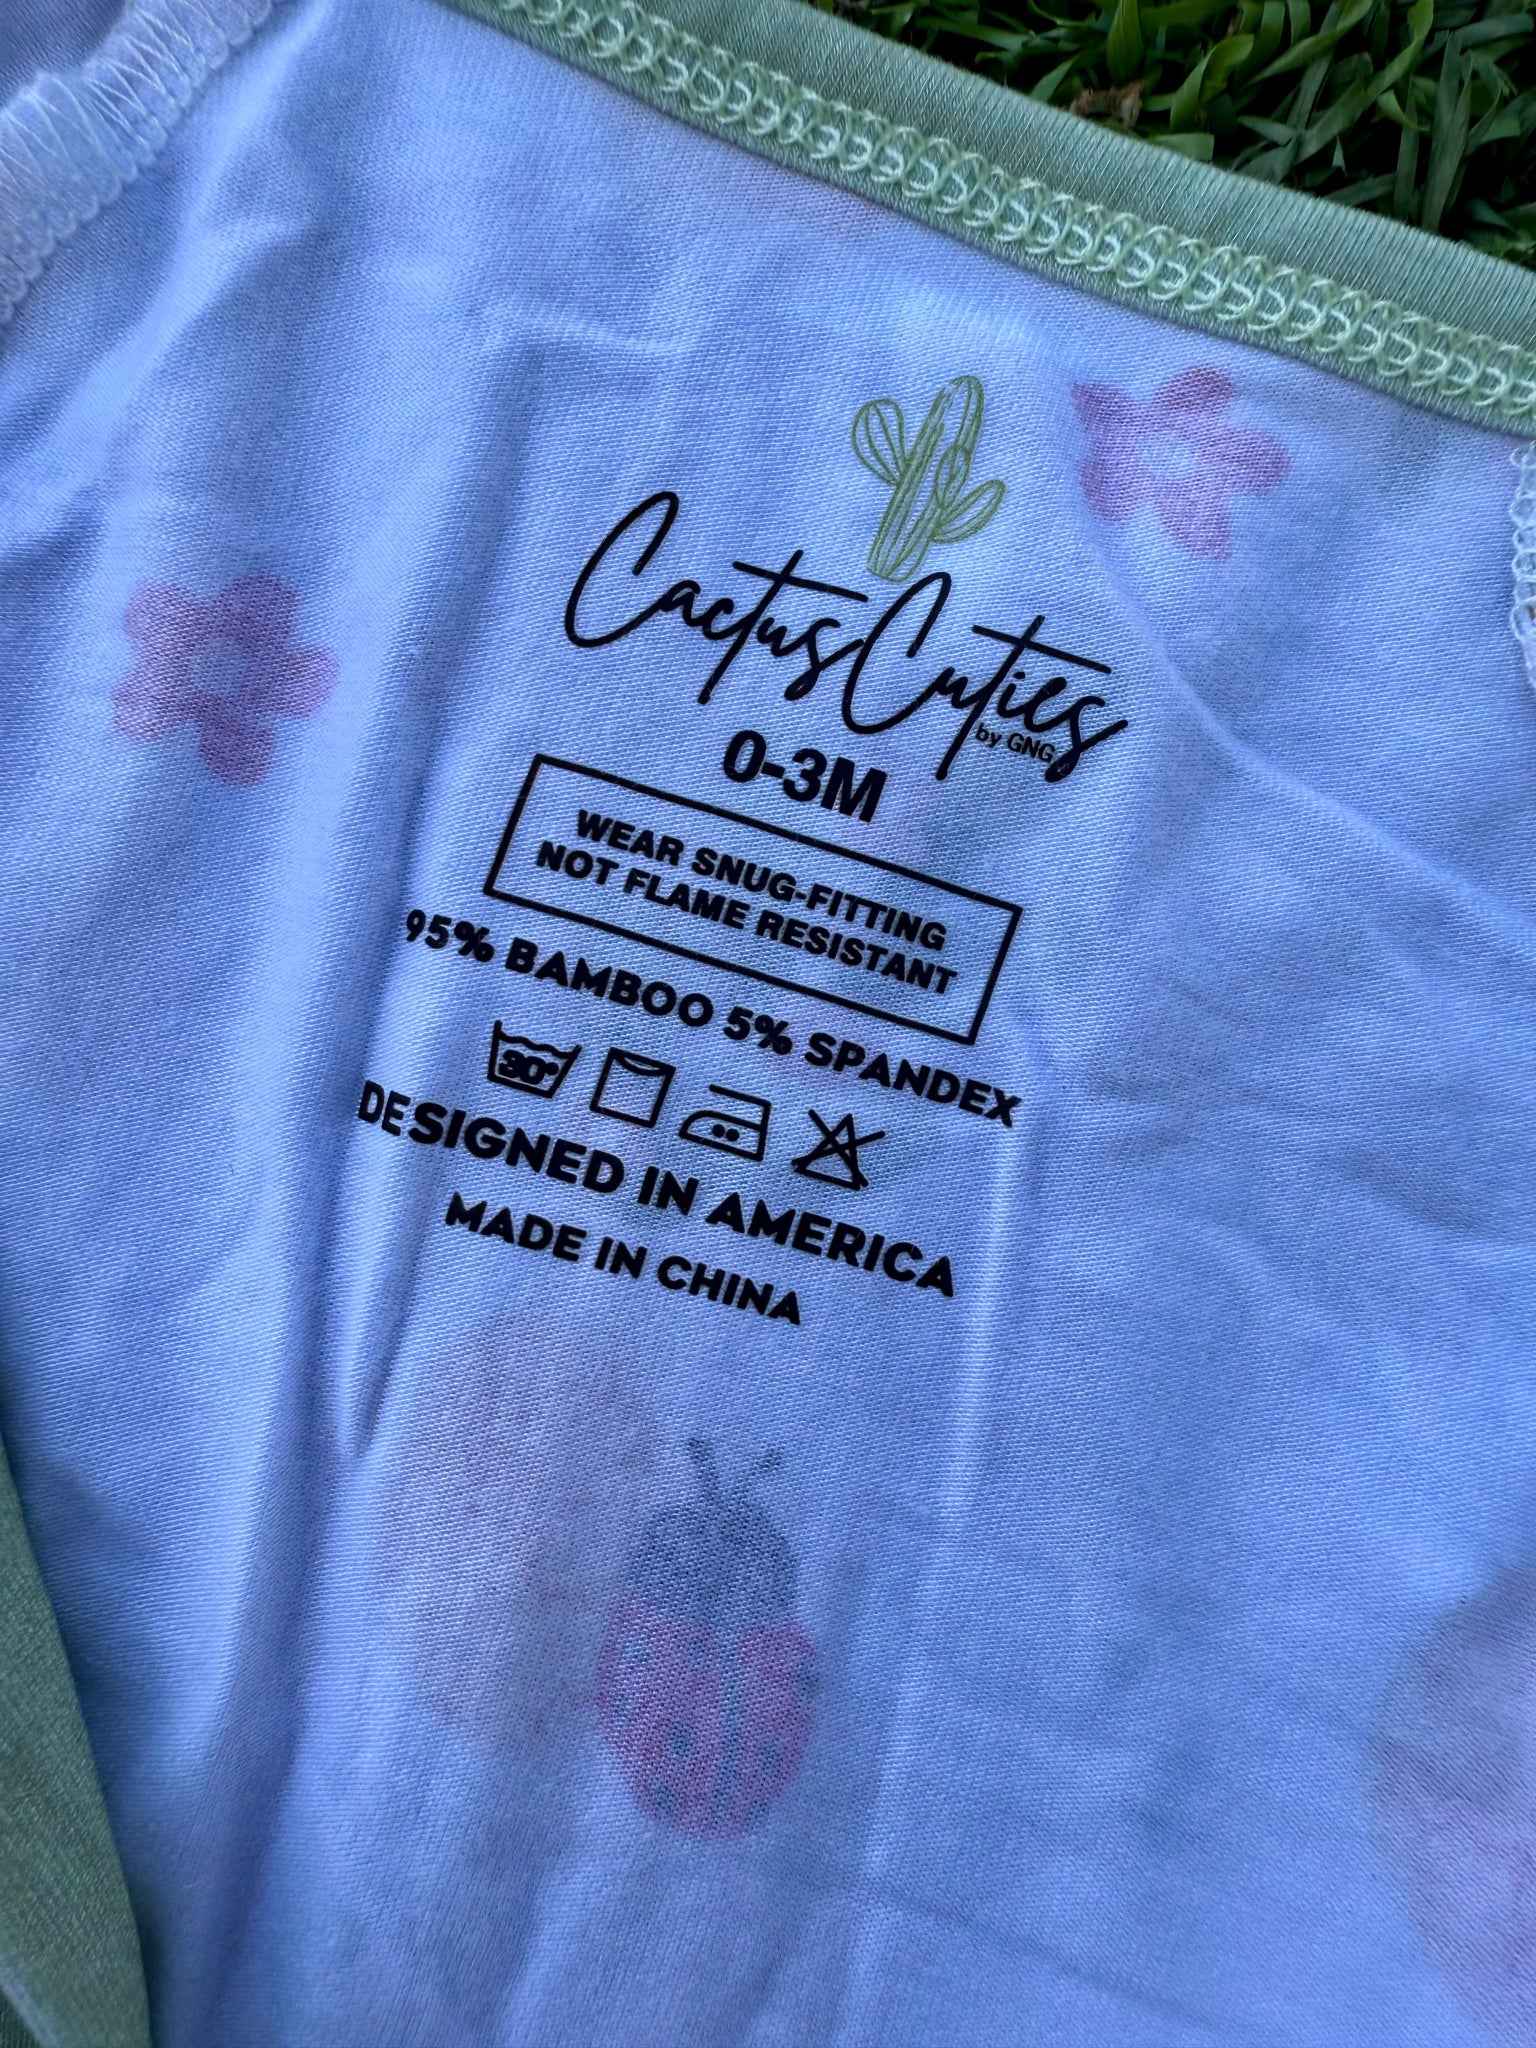 Cactus Cuties
by GNG
0-3M
WEAR SNUG-FITTING
NOT FLAME RESISTANT
95% BAMBOO 5% SPANDEX
30°
DESIGNED IN AMERICA
MADE IN CHINA